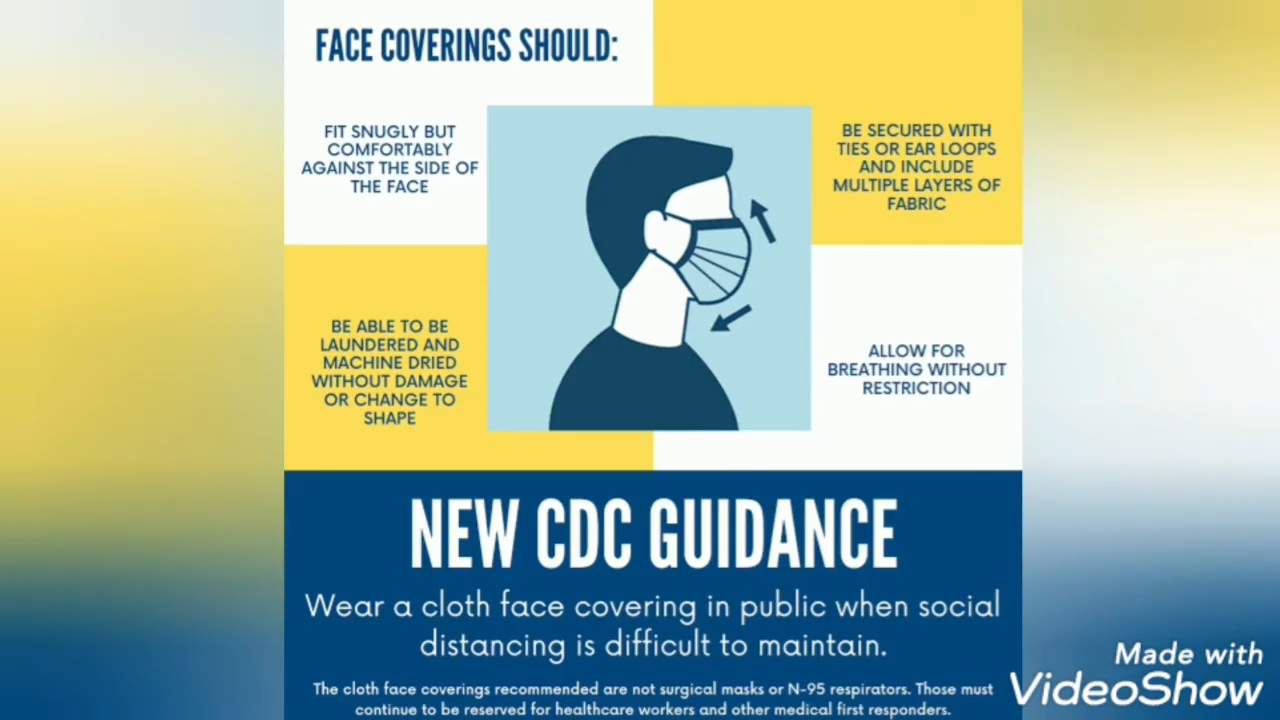 FACE COVERINGS SHOULD:
FIT SNUGLY BUT
COMFORTABLY
AGAINST THE SIDE OF
THE FACE
BE SECURED WITH
TIES OR EAR LOOPS
AND INCLUDE
MULTIPLE LAYERS OF
FABRIC
BE ABLE TO BE
LAUNDERED AND
MACHINE DRIED
WITHOUT DAMAGE
OR CHANGE TO
SHAPE
ALLOW FOR
BREATHING WITHOUT
RESTRICTION
NEW CDC GUIDANCE
Wear a cloth face covering in public when social
distancing is difficult to maintain.
The cloth face coverings recommended are not surgical masks or N-95 respirators. Those must
continue to be reserved for healthcare workers and other medical first responders.
Made with
VideoShow